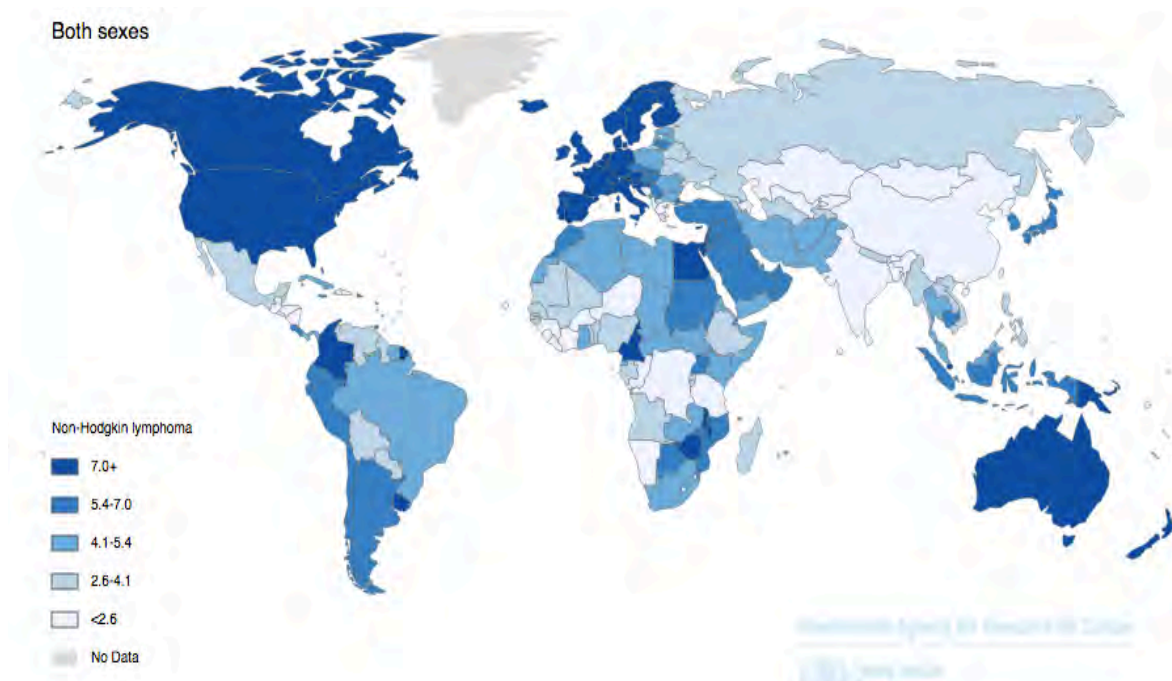 Both sexes
Non-Hodgkin lymphoma
7.0+
5.4-7.0
4.1-5.4
2.6-4.1
<2.6
No Data